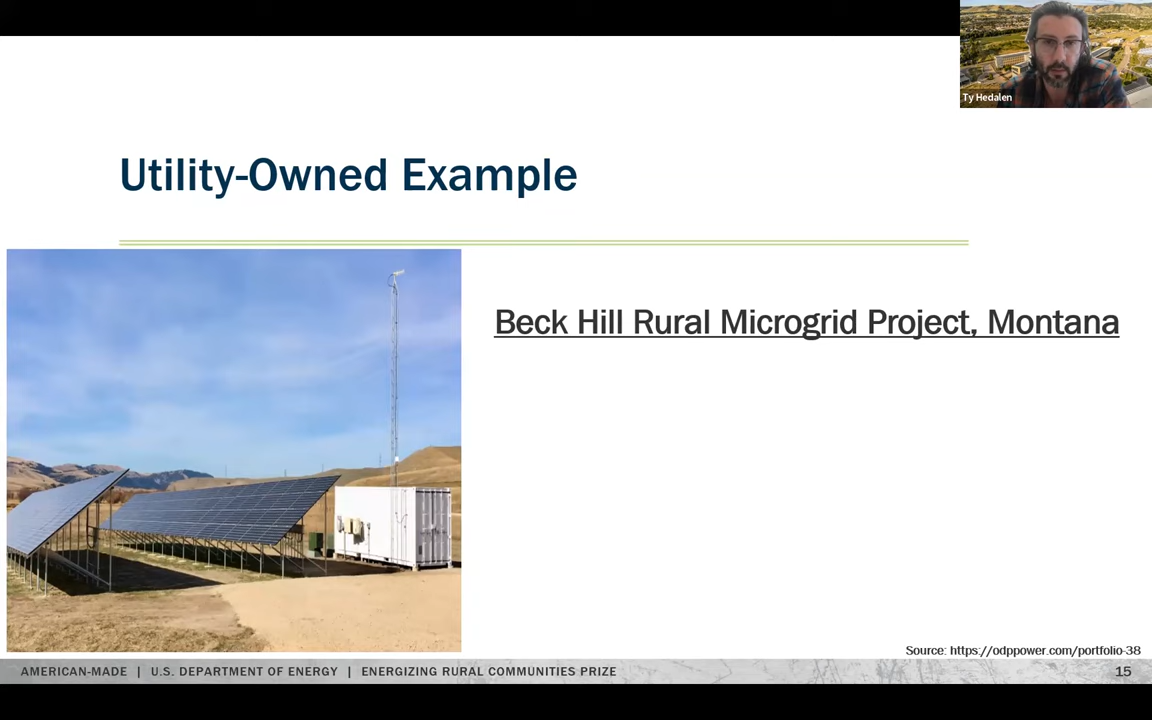 Ty Hedalen
Utility-Owned Example
Beck Hill Rural Microgrid Project, Montana
Source: https://odppower.com/portfolio-38
AMERICAN-MADE | U.S. DEPARTMENT OF ENERGY | ENERGIZING RURAL COMMUNITIES PRIZE
15